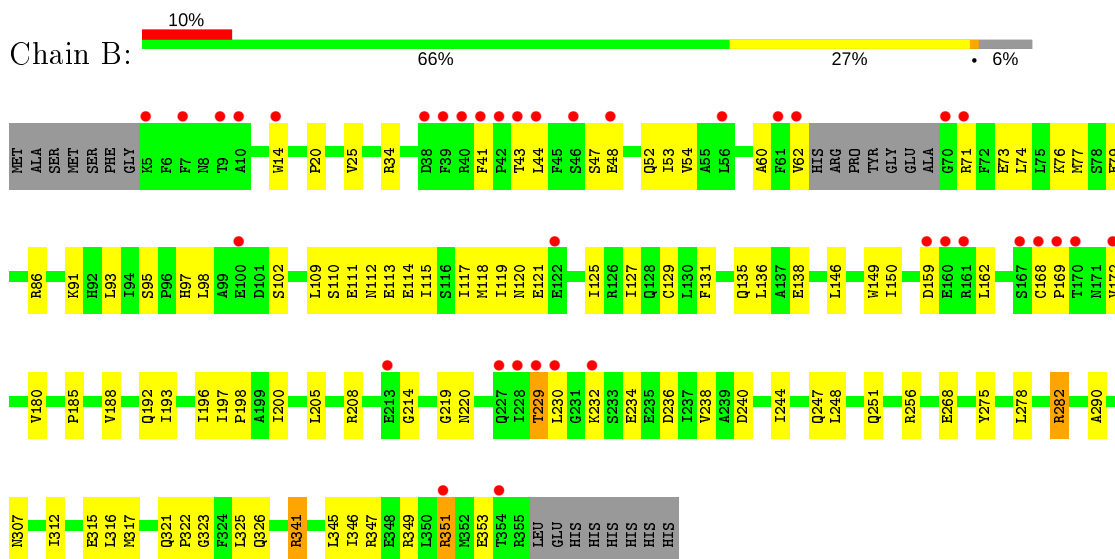 10%
Chain B:
66% 27% • 6%
MET ALA SER MET SER PHE GLY K5 F6 F7 N8 T9 A10 W14 P20 V25 R34 D38 F39 R40 F41 P42 T43 L44 F45 S46 S47 E48 Q52 I53 V54 A55 L56 A60 F61 V62 HIS ARG PRO TYR GLY GLU ALA G70 R71 F72 E73 L74 L75 K76 M77 S78
R86 K91 H92 L93 I94 S95 P96 H97 L98 A99 E100 D101 S102 L109 S110 E111 N112 E113 E114 I115 S116 I117 M118 S119 N120 E121 E122 I125 R126 I127 Q128 C129 L130 F131 Q135 L136 A137 E138 L146 W149 I150 D159 E160 R161 L162 S167 C168 P169 T170 N171
V180 P185 V188 Q192 I193 I196 I197 P198 A199 I200 L205 R208 E213 G214 G219 N220 Q227 I228 T229 L230 G231 K232 S233 E234 E235 D236 I237 V238 A239 D240 I244 Q247 L248 Q251 R256 E268 Y275 L278 R282 A290
N307 I312 E315 L316 M317 Q321 P322 G323 F324 L325 Q326 R341 L345 I346 R347 E348 R349 L350 R351 M352 E353 T354 R355 LEU GLU HIS HIS HIS HIS HIS HIS